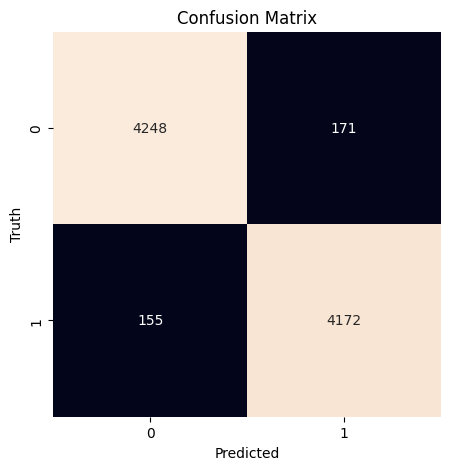 Confusion Matrix
Truth
0
4248
171
1
155
4172
0
1
Predicted